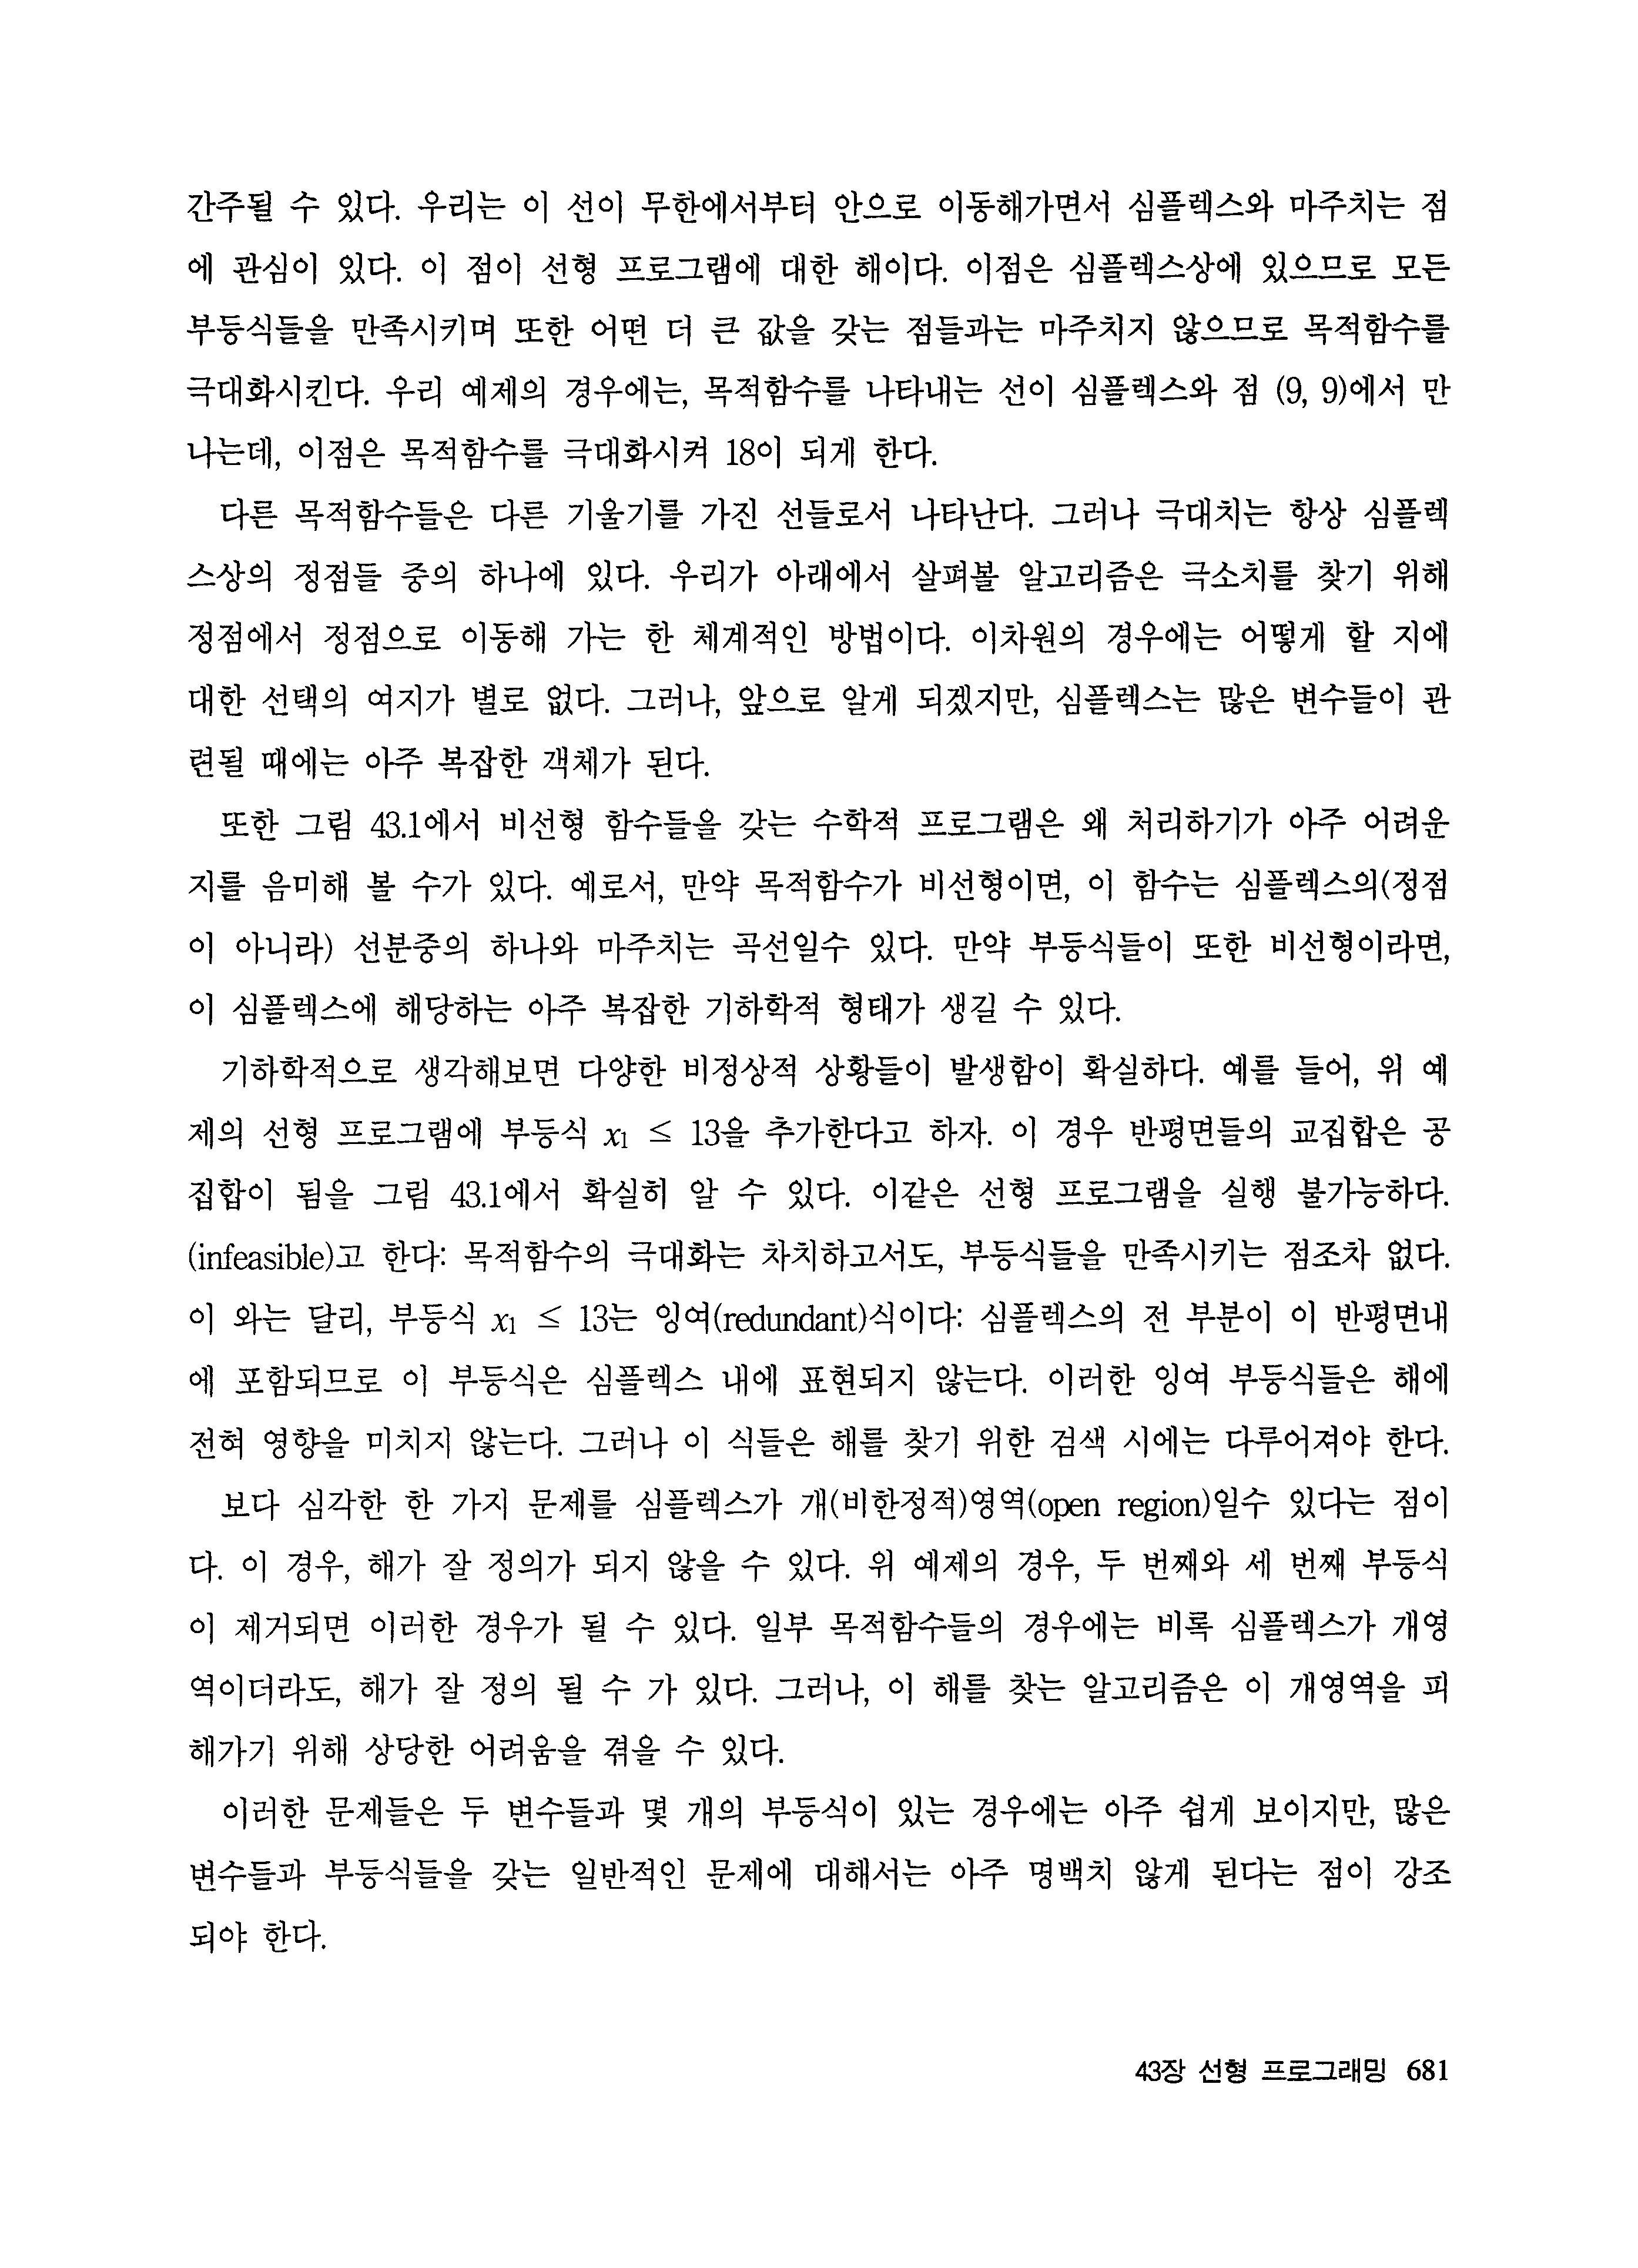 간주될 수 있다. 우리는 이 선이 무한에서부터 안으로 이동해가면서 심플렉스와 마주치는 점
에 관심이 있다. 이 점이 선형 프로그램에 대한 해이다. 이점은 심플렉스상에 있으므로 모든
부등식들을 만족시키며 또한 어떤 더 큰 값을 갖는 점들과는 마주치지 않으므로 목적함수를
극대화시킨다. 우리 예제의 경우에는, 목적함수를 나타내는 선이 심플렉스와 점 (9, 9)에서 만
나는데, 이점은 목적함수를 극대화시켜 18이 되게 한다.
다른 목적함수들은 다른 기울기를 가진 선들로서 나타난다. 그러나 극대치는 항상 심플렉
스상의 정점들 중의 하나에 있다. 우리가 아래에서 살펴볼 알고리즘은 극소치를 찾기 위해
정점에서 정점으로 이동해 가는 한 체계적인 방법이다. 이차원의 경우에는 어떻게 할 지에
대한 선택의 여지가 별로 없다. 그러나, 앞으로 알게 되겠지만, 심플렉스는 많은 변수들이 관
련될 때에는 아주 복잡한 객체가 된다.
또한 그림 43.1에서 비선형 함수들을 갖는 수학적 프로그램은 왜 처리하기가 아주 어려운
지를 음미해 볼 수가 있다. 예로서, 만약 목적함수가 비선형이면, 이 함수는 심플렉스의(정점
이 아니라) 선분중의 하나와 마주치는 곡선일수 있다. 만약 부등식들이 또한 비선형이라면,
이 심플렉스에 해당하는 아주 복잡한 기하학적 형태가 생길 수 있다.
기하학적으로 생각해보면 다양한 비정상적 상황들이 발생함이 확실하다. 예를 들어, 위 예
제의 선형 프로그램에 부등식 x₁ ≤ 13을 추가한다고 하자. 이 경우 반평면들의 교집합은 공
집합이 됨을 그림 43.1에서 확실히 알 수 있다. 이같은 선형 프로그램을 실행 불가능하다.
(infeasible)고 한다: 목적함수의 극대화는 차치하고서도, 부등식들을 만족시키는 점조차 없다.
이 와는 달리, 부등식 x₁ ≤ 13는 잉여(redundant)식이다: 심플렉스의 전 부분이 이 반평면내
에 포함되므로 이 부등식은 심플렉스 내에 표현되지 않는다. 이러한 잉여 부등식들은 해에
전혀 영향을 미치지 않는다. 그러나 이 식들은 해를 찾기 위한 검색 시에는 다루어져야 한다.
보다 심각한 한 가지 문제를 심플렉스가 개(비한정적)영역(open region)일수 있다는 점이
다. 이 경우, 해가 잘 정의가 되지 않을 수 있다. 위 예제의 경우, 두 번째와 세 번째 부등식
이 제거되면 이러한 경우가 될 수 있다. 일부 목적함수들의 경우에는 비록 심플렉스가 개영
역이더라도, 해가 잘 정의 될 수 가 있다. 그러나, 이 해를 찾는 알고리즘은 이 개영역을 피
해가기 위해 상당한 어려움을 겪을 수 있다.
이러한 문제들은 두 변수들과 몇 개의 부등식이 있는 경우에는 아주 쉽게 보이지만, 많은
변수들과 부등식들을 갖는 일반적인 문제에 대해서는 아주 명백치 않게 된다는 점이 강조
되야 한다.
43장 선형 프로그래밍 681